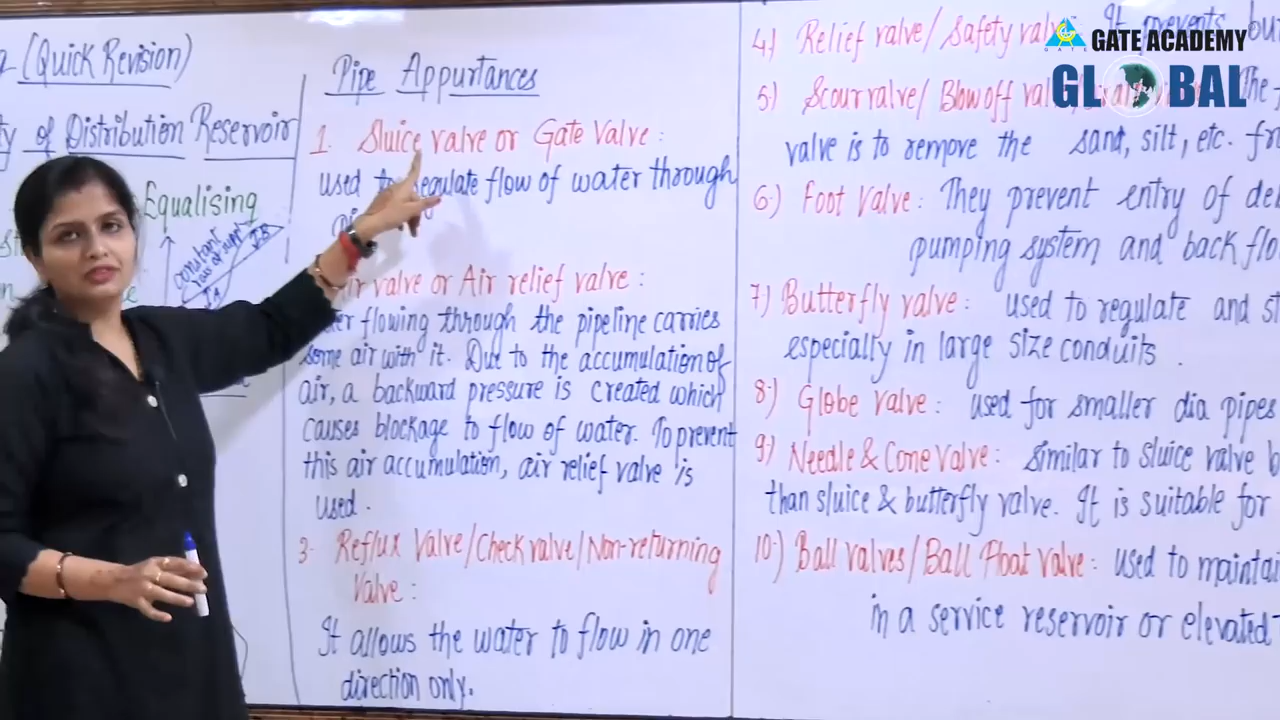 (Quick Revision)
of Distribution Reservoir
Equalising
constant
rate of supply
Pipe Appurtances
1. Sluice valve or Gate Valve :
used to regulate flow of water through
Air valve or Air relief valve :
flowing through the pipeline carries
some air with it. Due to the accumulation of
air, a backward pressure is created which
causes blockage to flow of water. To prevent
this air accumulation, air relief valve is
used.
3. Reflux Valve/Check valve/Non-returning
Valve :
It allows the water to flow in one
direction only.
4) Relief valve/Safety valve It prevents
5) Scour valve/ Blow off The
valve is to remove the sand, silt, etc.
6) Foot Valve : They prevent entry of
pumping system and back
7) Butterfly valve : used to regulate and
especially in large size conduits .
8) Globe Valve : used for smaller dia pipes
9) Needle & Cone Valve : Similar to sluice valve
than sluice & butterfly valve. It is suitable for
10) Ball valves/Ball Float valve : used to
in a service reservoir or elevated
GATE ACADEMY
GLOBAL